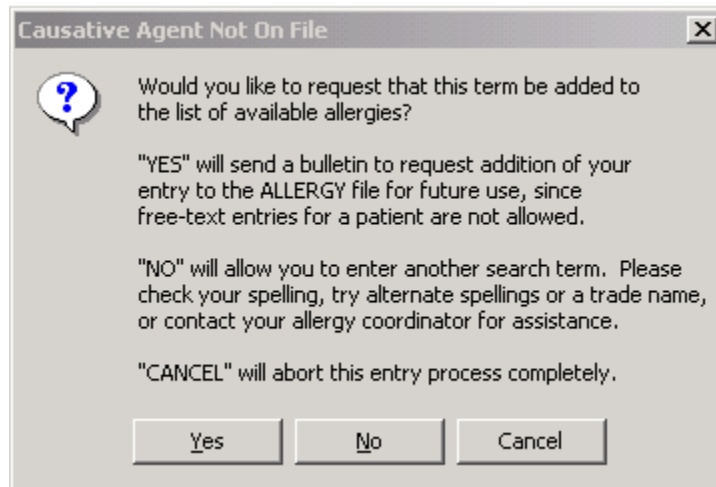 Causative Agent Not On File
Would you like to request that this term be added to
the list of available allergies?
"YES" will send a bulletin to request addition of your
entry to the ALLERGY file for future use, since
free-text entries for a patient are not allowed.
"NO" will allow you to enter another search term.  Please
check your spelling, try alternate spellings or a trade name,
or contact your allergy coordinator for assistance.
"CANCEL" will abort this entry process completely.
Yes No Cancel